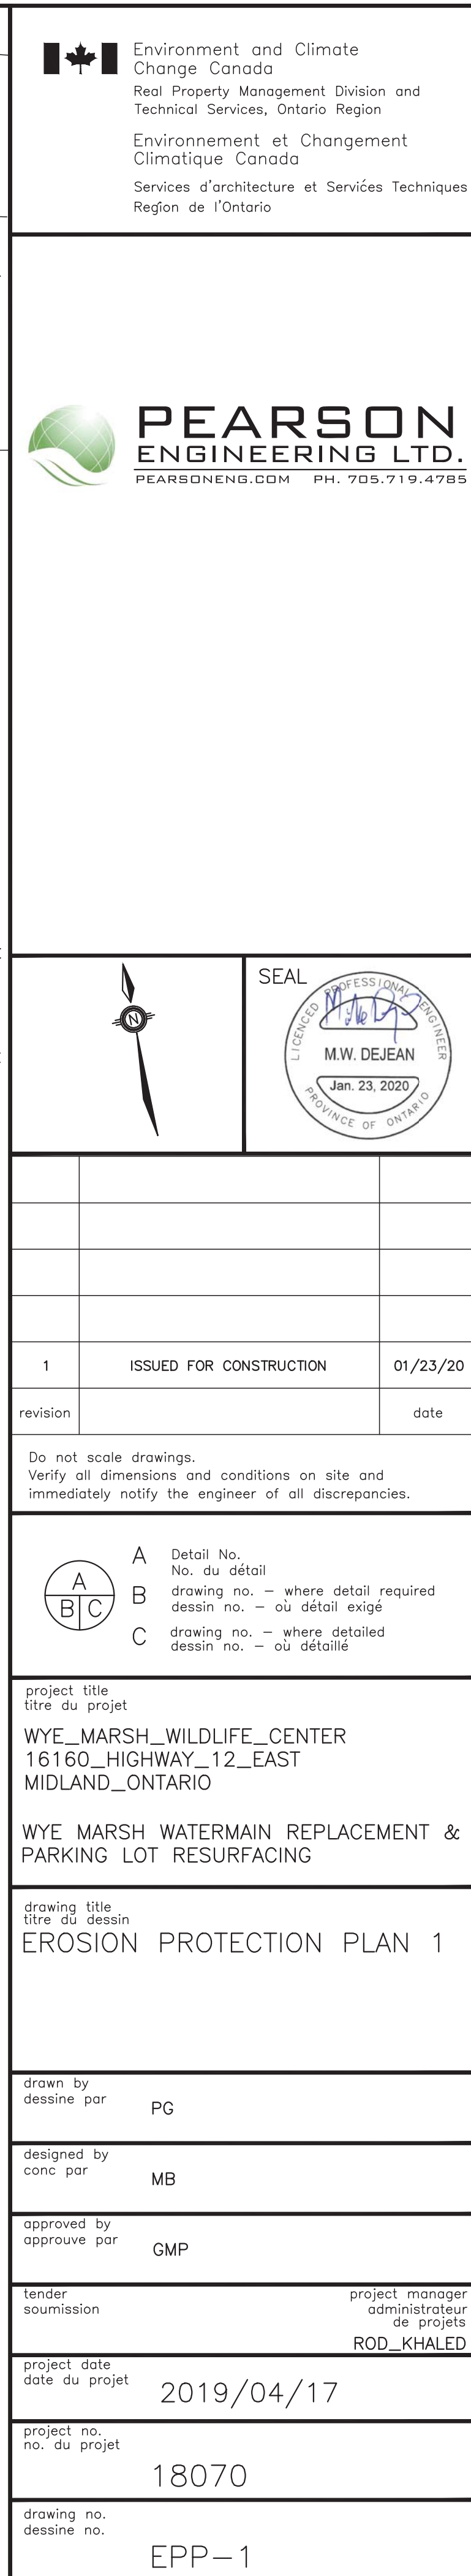 Environment and Climate
Change Canada
Real Property Management Division and
Technical Services, Ontario Region
Environnement et Changement
Climatique Canada
Services d'architecture et Servićes Techniques
Region de l'Ontario
PEARSON
ENGINEERING LTD.
PEARSONENG.COM PH. 705.719.4785
N
SEAL
LICENCED PROFESSIONAL ENGINEER
M.W. DEJEAN
Jan. 23, 2020
PROVINCE OF ONTARIO
1 ISSUED FOR CONSTRUCTION 01/23/20
revision date
Do not scale drawings.
Verify all dimensions and conditions on site and
immediately notify the engineer of all discrepancies.
A
B C
A Detail No.
No. du détail
B drawing no. – where detail required
dessin no. – où détail exigé
C drawing no. – where detailed
dessin no. – où détaillé
project title
titre du projet
WYE_MARSH_WILDLIFE_CENTER
16160_HIGHWAY_12_EAST
MIDLAND_ONTARIO
WYE MARSH WATERMAIN REPLACEMENT &
PARKING LOT RESURFACING
drawing title
titre du dessin
EROSION PROTECTION PLAN 1
drawn by
dessine par
PG
designed by
conc par
MB
approved by
approuve par
GMP
tender
soumission
project manager
administrateur
de projets
ROD_KHALED
project date
date du projet
2019/04/17
project no.
no. du projet
18070
drawing no.
dessine no.
EPP–1